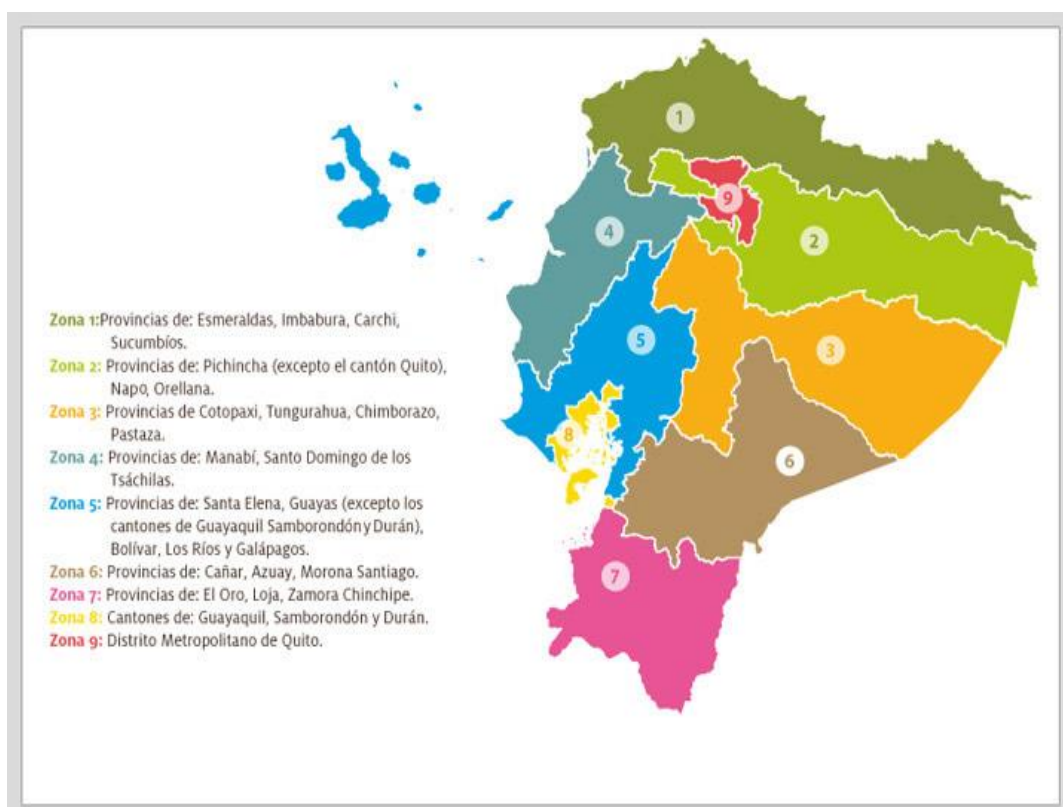 Zona 1:Provincias de: Esmeraldas, Imbabura, Carchi,
Sucumbíos.
Zona 2: Provincias de: Pichincha (excepto el cantón Quito),
Napo, Orellana.
Zona 3: Provincias de Cotopaxi, Tungurahua, Chimborazo,
Pastaza.
Zona 4: Provincias de: Manabí, Santo Domingo de los
Tsáchilas.
Zona 5: Provincias de: Santa Elena, Guayas (excepto los
cantones de Guayaquil Samborondón y Durán),
Bolívar, Los Ríos y Galápagos.
Zona 6: Provincias de: Cañar, Azuay, Morona Santiago.
Zona 7: Provincias de: El Oro, Loja, Zamora Chinchipe.
Zona 8: Cantones de: Guayaquil, Samborondón y Durán.
Zona 9: Distrito Metropolitano de Quito.
1
9
4
2
5
3
8
6
7